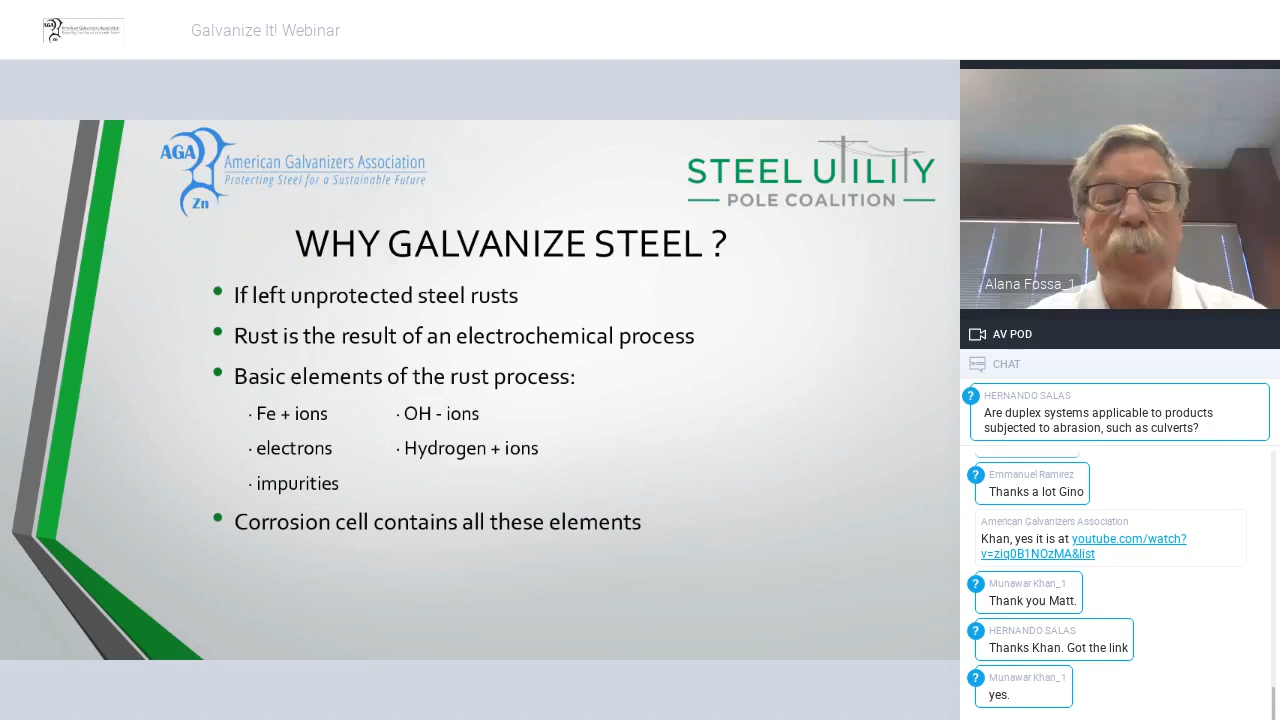 Galvanize It! Webinar
AGA
American Galvanizers Association
Protecting Steel for a Sustainable Future
Zn
STEEL UTILITY
POLE COALITION
WHY GALVANIZE STEEL ?
• If left unprotected steel rusts
• Rust is the result of an electrochemical process
• Basic elements of the rust process:
· Fe + ions · OH - ions
· electrons · Hydrogen + ions
· impurities
• Corrosion cell contains all these elements
Alana Fossa_1
AV POD
CHAT
? HERNANDO SALAS
Are duplex systems applicable to products
subjected to abrasion, such as culverts?
? Emmanuel Ramirez
Thanks a lot Gino
American Galvanizers Association
Khan, yes it is at youtube.com/watch?
v=ziq0B1NOzMA&list
? Munawar Khan_1
Thank you Matt.
? HERNANDO SALAS
Thanks Khan. Got the link
? Munawar Khan_1
yes.